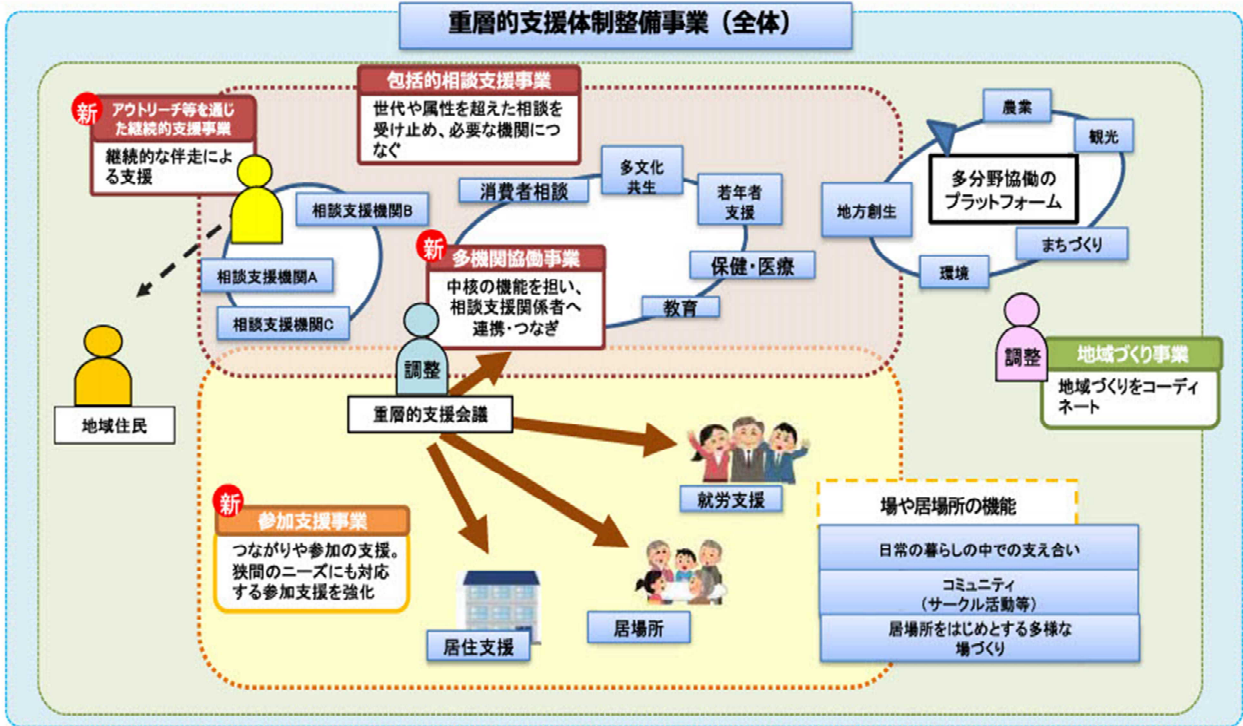 重層的支援体制整備事業（全体）
新
アウトリーチ等を通じ
た継続的支援事業
継続的な伴走によ
る支援
包括的相談支援事業
世代や属性を超えた相談を
受け止め、必要な機関につ
なぐ
相談支援機関B
相談支援機関A
相談支援機関C
消費者相談
多文化
共生
若年者
支援
保健・医療
教育
新
多機関協働事業
中核の機能を担い、
相談支援関係者へ
連携・つなぎ
調整
重層的支援会議
農業
観光
多分野協働の
プラットフォーム
地方創生
まちづくり
環境
調整
地域づくり事業
地域づくりをコーディ
ネート
地域住民
新
参加支援事業
つながりや参加の支援。
狭間のニーズにも対応
する参加支援を強化
就労支援
居場所
居住支援
場や居場所の機能
日常の暮らしの中での支え合い
コミュニティ
（サークル活動等）
居場所をはじめとする多様な
場づくり